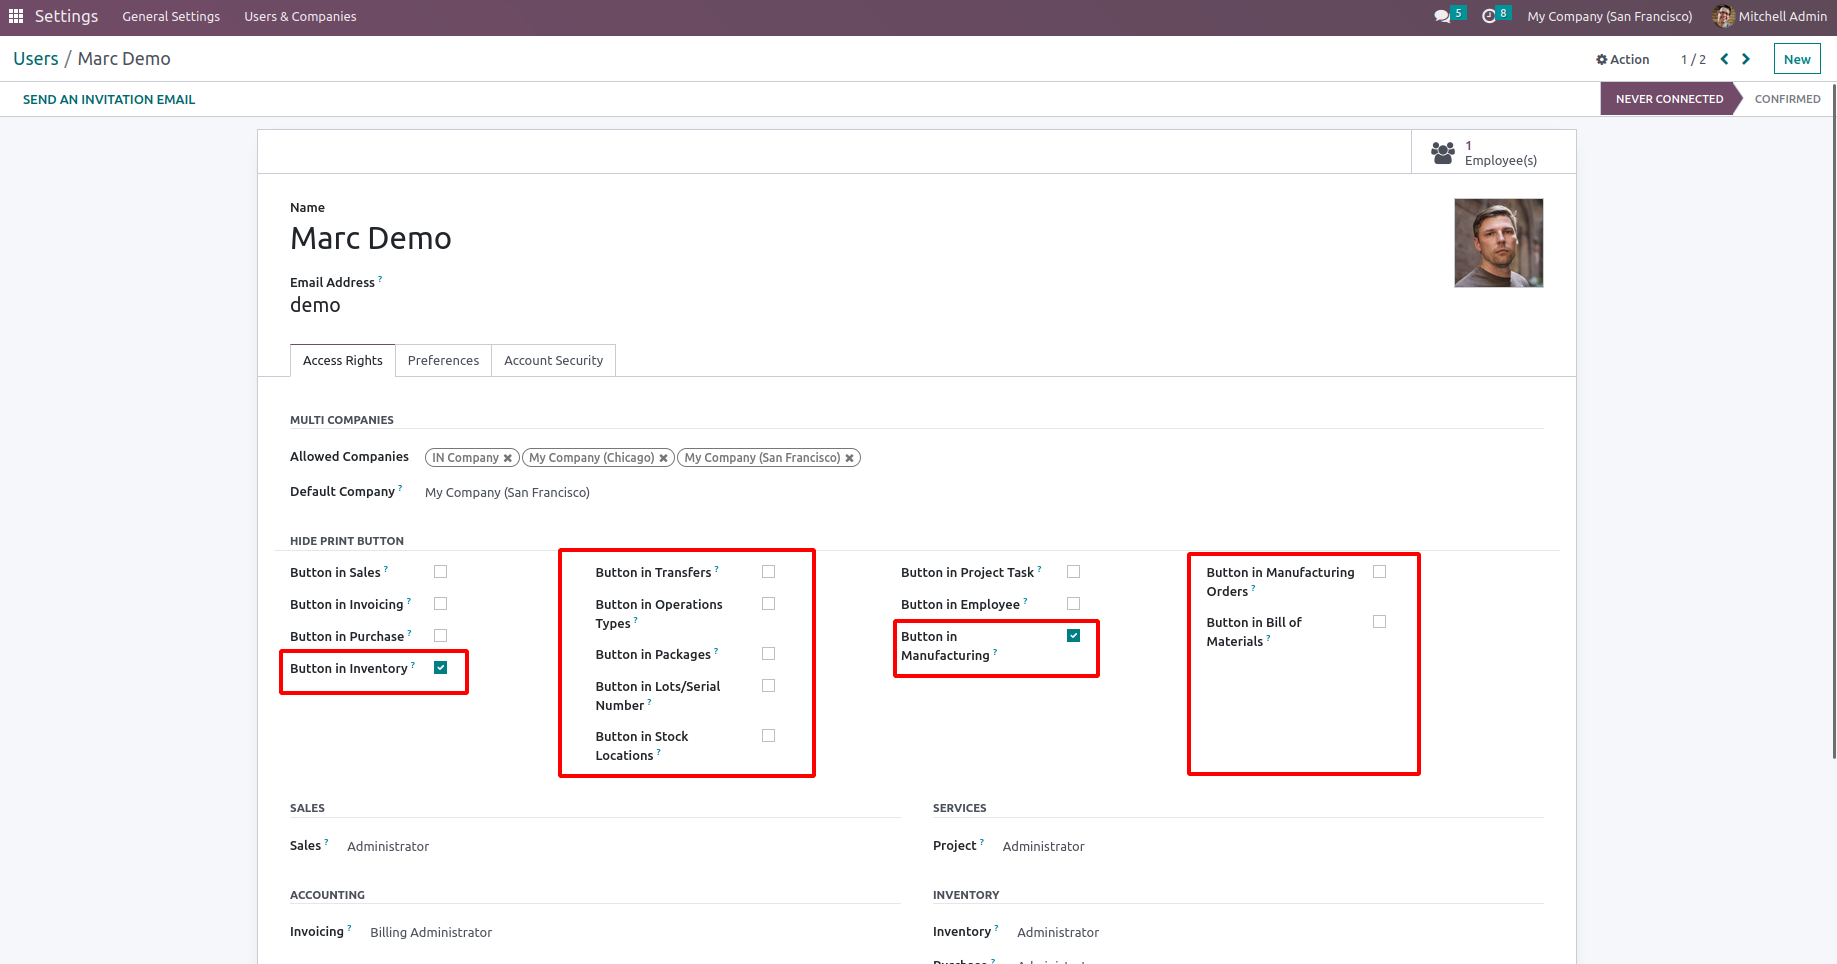 Settings General Settings Users & Companies 5 8 My Company (San Francisco) Mitchell Admin
Users / Marc Demo Action 1 / 2 New
SEND AN INVITATION EMAIL NEVER CONNECTED CONFIRMED
1
Employee(s)
Name
Marc Demo
Email Address ?
demo
Access Rights Preferences Account Security
MULTI COMPANIES
Allowed Companies IN Company My Company (Chicago) My Company (San Francisco)
Default Company ? My Company (San Francisco)
HIDE PRINT BUTTON
Button in Sales ?
Button in Invoicing ?
Button in Purchase ?
Button in Inventory ?
Button in Transfers ?
Button in Operations
Types ?
Button in Packages ?
Button in Lots/Serial
Number ?
Button in Stock
Locations ?
Button in Project Task ?
Button in Employee ?
Button in
Manufacturing ?
Button in Manufacturing
Orders ?
Button in Bill of
Materials ?
SALES
Sales ? Administrator
SERVICES
Project ? Administrator
ACCOUNTING
Invoicing ? Billing Administrator
INVENTORY
Inventory ? Administrator